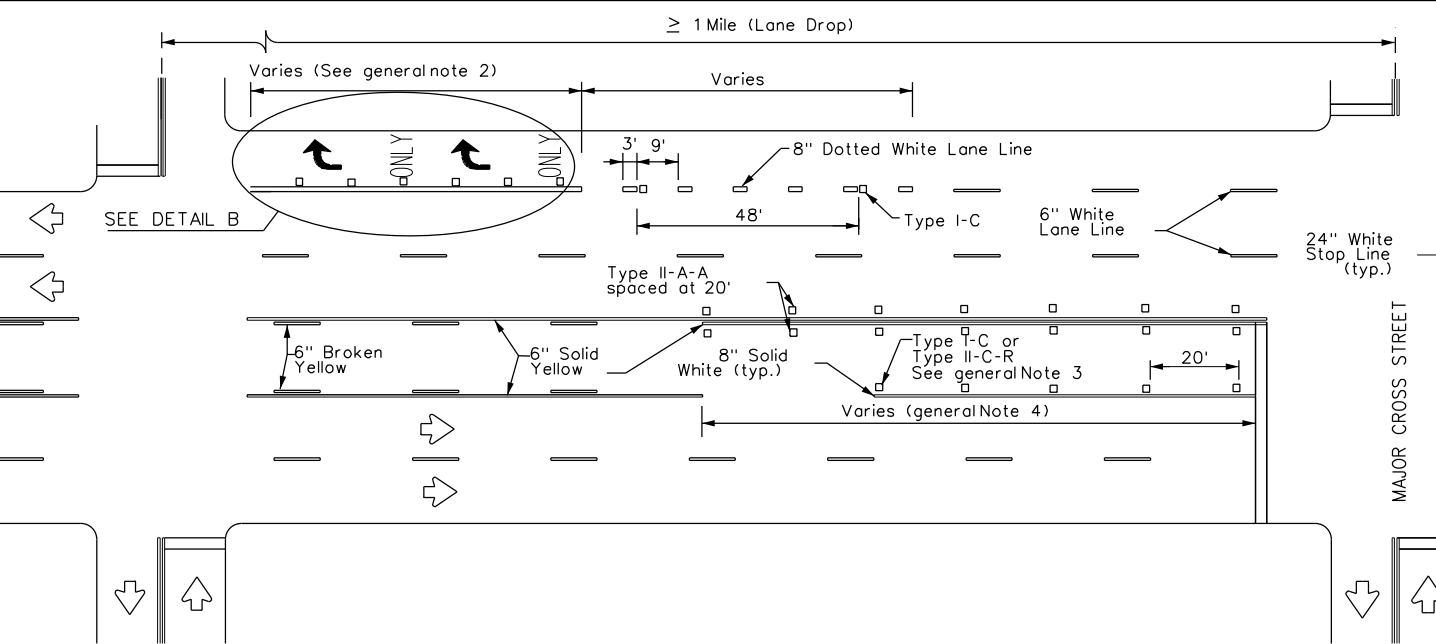 ≥ 1 Mile (Lane Drop)
Varies (See general note 2)
Varies
ONLY
ONLY
3'
9'
8" Dotted White Lane Line
SEE DETAIL B
48'
Type I-C
6" White
Lane Line
24" White
Stop Line
(typ.)
Type II-A-A
spaced at 20'
6" Broken
Yellow
6" Solid
Yellow
8" Solid
White (typ.)
Type I-C or
Type II-C-R
See general Note 3
20'
Varies (general Note 4)
MAJOR CROSS STREET